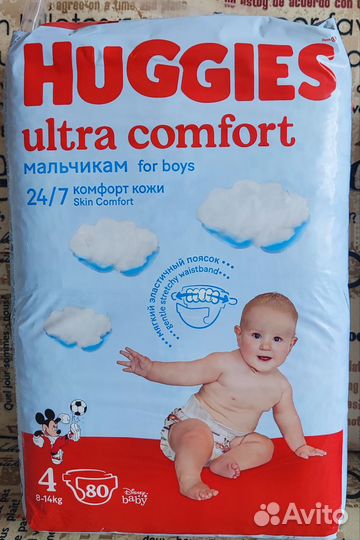 HUGGIES
ultra comfort
мальчикам for boys
24/7 комфорт кожи
Skin Comfort
мягкий эластичный поясок
gentle stretchy waistband
4
8-14kg
80
Disney
baby
Avito